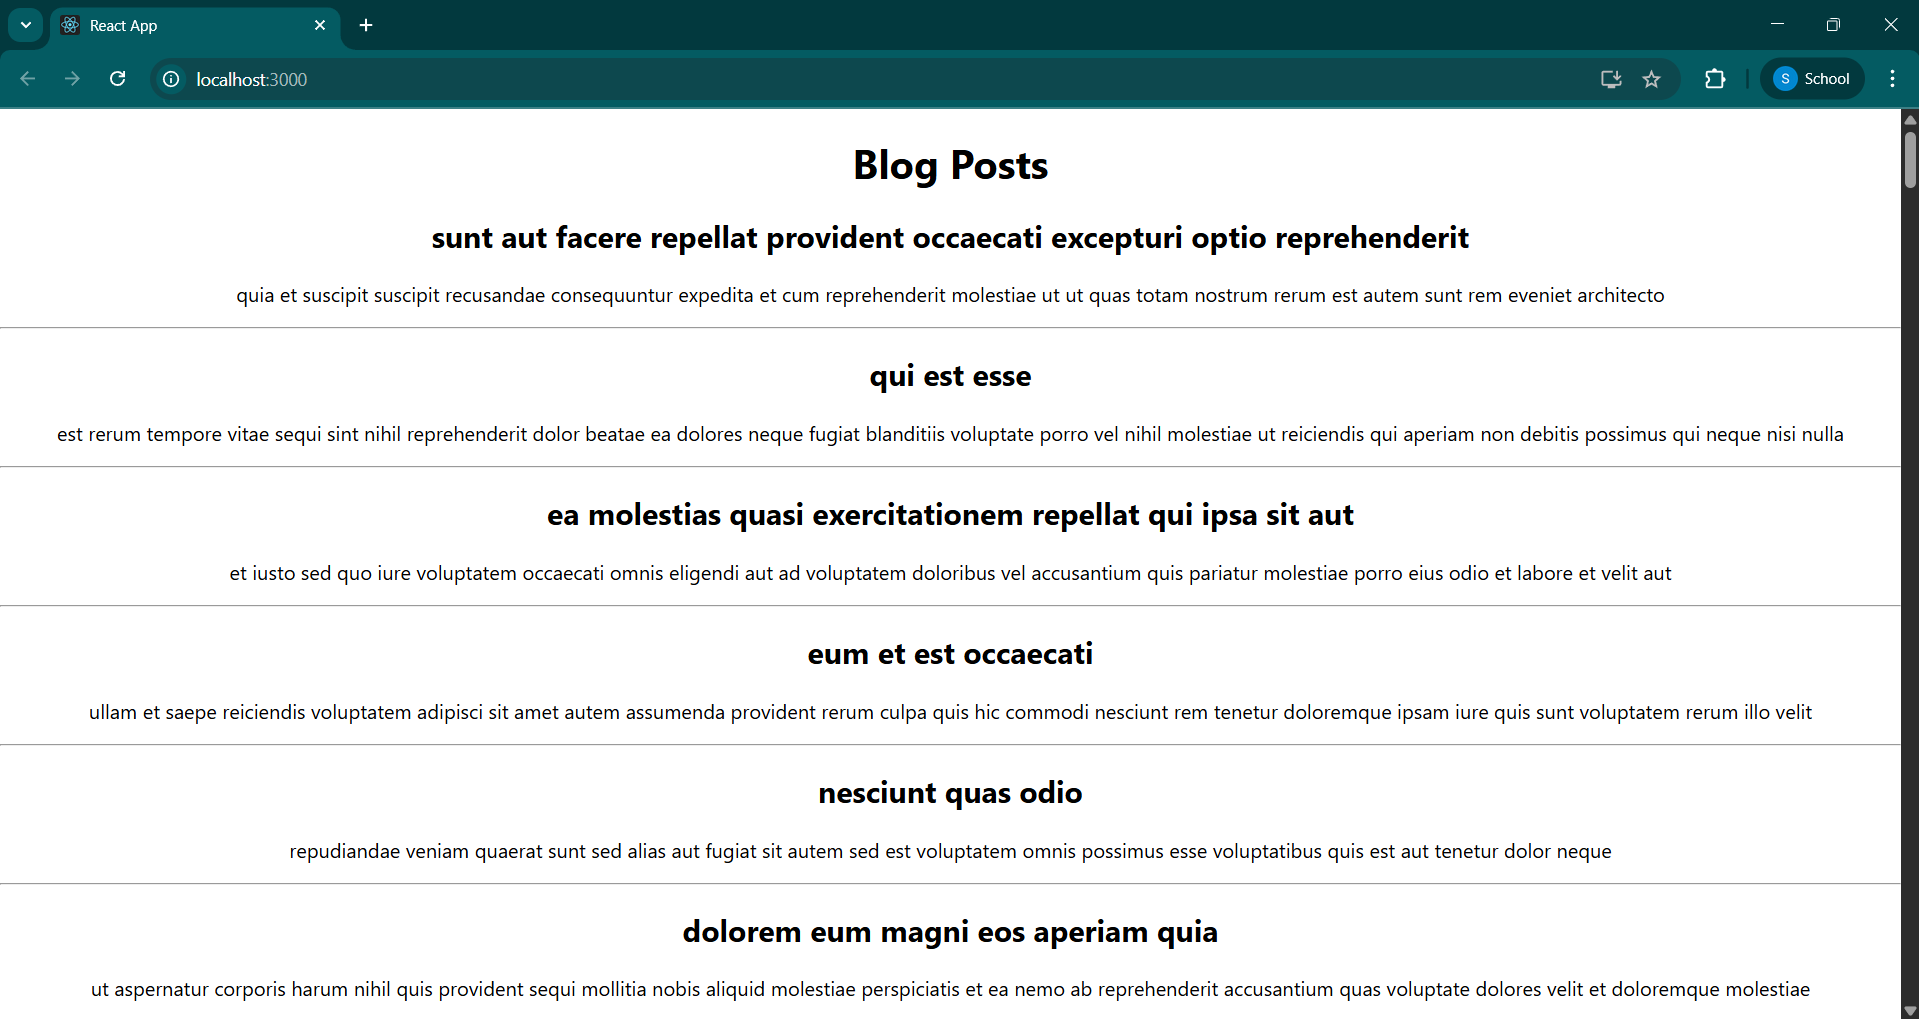 React App
localhost:3000
S School
Blog Posts
sunt aut facere repellat provident occaecati excepturi optio reprehenderit
quia et suscipit suscipit recusandae consequuntur expedita et cum reprehenderit molestiae ut ut quas totam nostrum rerum est autem sunt rem eveniet architecto
qui est esse
est rerum tempore vitae sequi sint nihil reprehenderit dolor beatae ea dolores neque fugiat blanditiis voluptate porro vel nihil molestiae ut reiciendis qui aperiam non debitis possimus qui neque nisi nulla
ea molestias quasi exercitationem repellat qui ipsa sit aut
et iusto sed quo iure voluptatem occaecati omnis eligendi aut ad voluptatem doloribus vel accusantium quis pariatur molestiae porro eius odio et labore et velit aut
eum et est occaecati
ullam et saepe reiciendis voluptatem adipisci sit amet autem assumenda provident rerum culpa quis hic commodi nesciunt rem tenetur doloremque ipsam iure quis sunt voluptatem rerum illo velit
nesciunt quas odio
repudiandae veniam quaerat sunt sed alias aut fugiat sit autem sed est voluptatem omnis possimus esse voluptatibus quis est aut tenetur dolor neque
dolorem eum magni eos aperiam quia
ut aspernatur corporis harum nihil quis provident sequi mollitia nobis aliquid molestiae perspiciatis et ea nemo ab reprehenderit accusantium quas voluptate dolores velit et doloremque molestiae